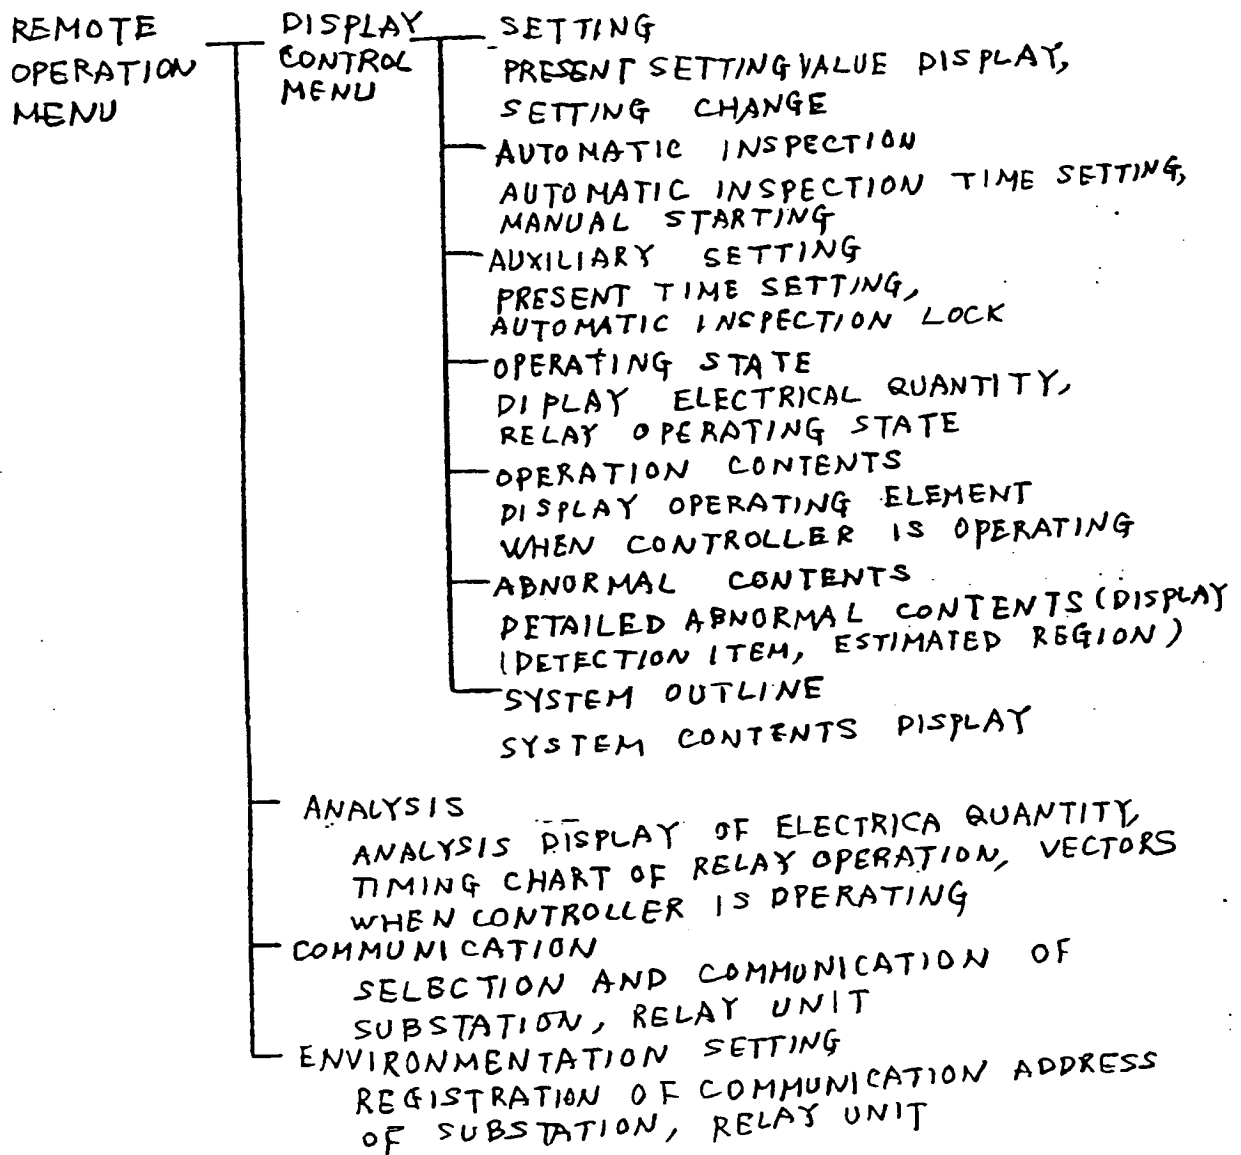 REMOTE
OPERATION
MENU
DISPLAY
CONTROL
MENU
SETTING
PRESENT SETTING VALUE DISPLAY,
SETTING CHANGE
AUTOMATIC INSPECTION
AUTOMATIC INSPECTION TIME SETTING,
MANUAL STARTING
AUXILIARY SETTING
PRESENT TIME SETTING,
AUTOMATIC INSPECTION LOCK
OPERATING STATE
DIPLAY ELECTRICAL QUANTITY,
RELAY OPERATING STATE
OPERATION CONTENTS
DISPLAY OPERATING ELEMENT
WHEN CONTROLLER IS OPERATING
ABNORMAL CONTENTS
DETAILED ABNORMAL CONTENTS (DISPLAY
(DETECTION ITEM, ESTIMATED REGION)
SYSTEM OUTLINE
SYSTEM CONTENTS DISPLAY
ANALYSIS
ANALYSIS DISPLAY OF ELECTRICA QUANTITY,
TIMING CHART OF RELAY OPERATION, VECTORS
WHEN CONTROLLER IS OPERATING
COMMUNICATION
SELECTION AND COMMUNICATION OF
SUBSTATION, RELAY UNIT
ENVIRONMENTATION SETTING
REGISTRATION OF COMMUNICATION ADDRESS
OF SUBSTATION, RELAY UNIT